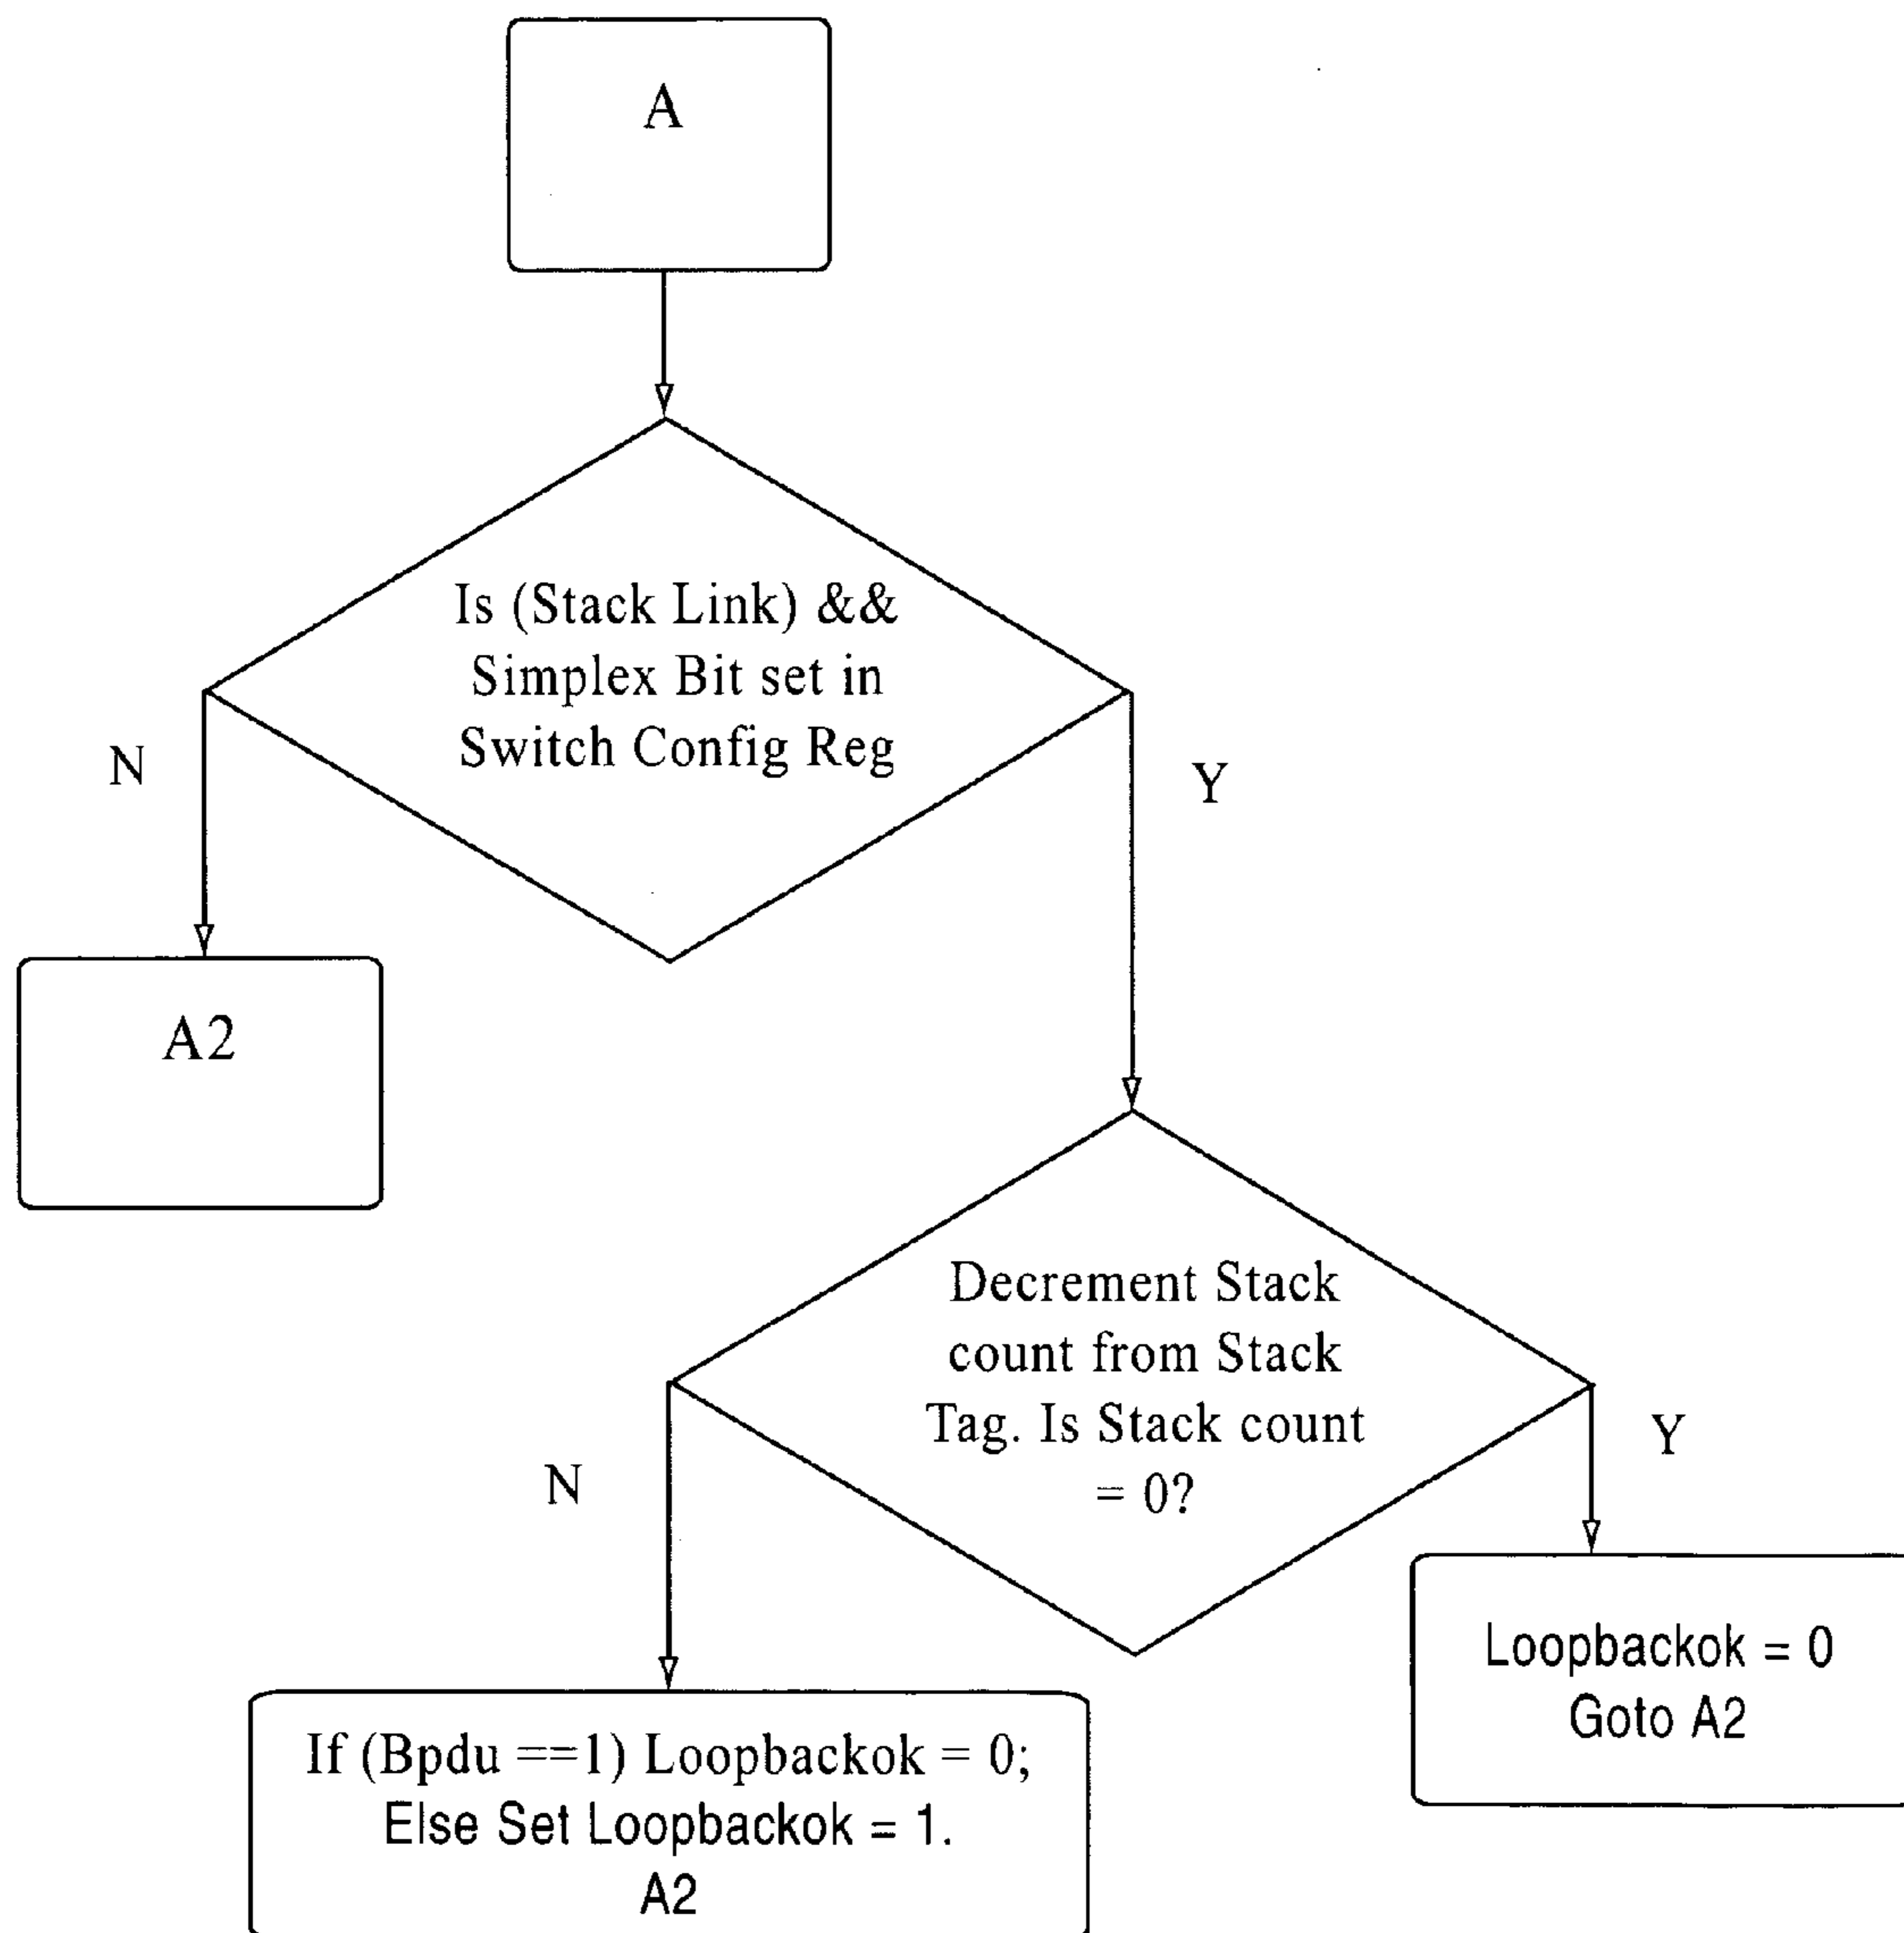 A
Is (Stack Link) &&
Simplex Bit set in
Switch Config Reg
N
Y
A2
Decrement Stack
count from Stack
Tag. Is Stack count
= 0?
N
Y
Loopbackok = 0
Goto A2
If (Bpdu ==1) Loopbackok = 0;
Else Set Loopbackok = 1.
A2